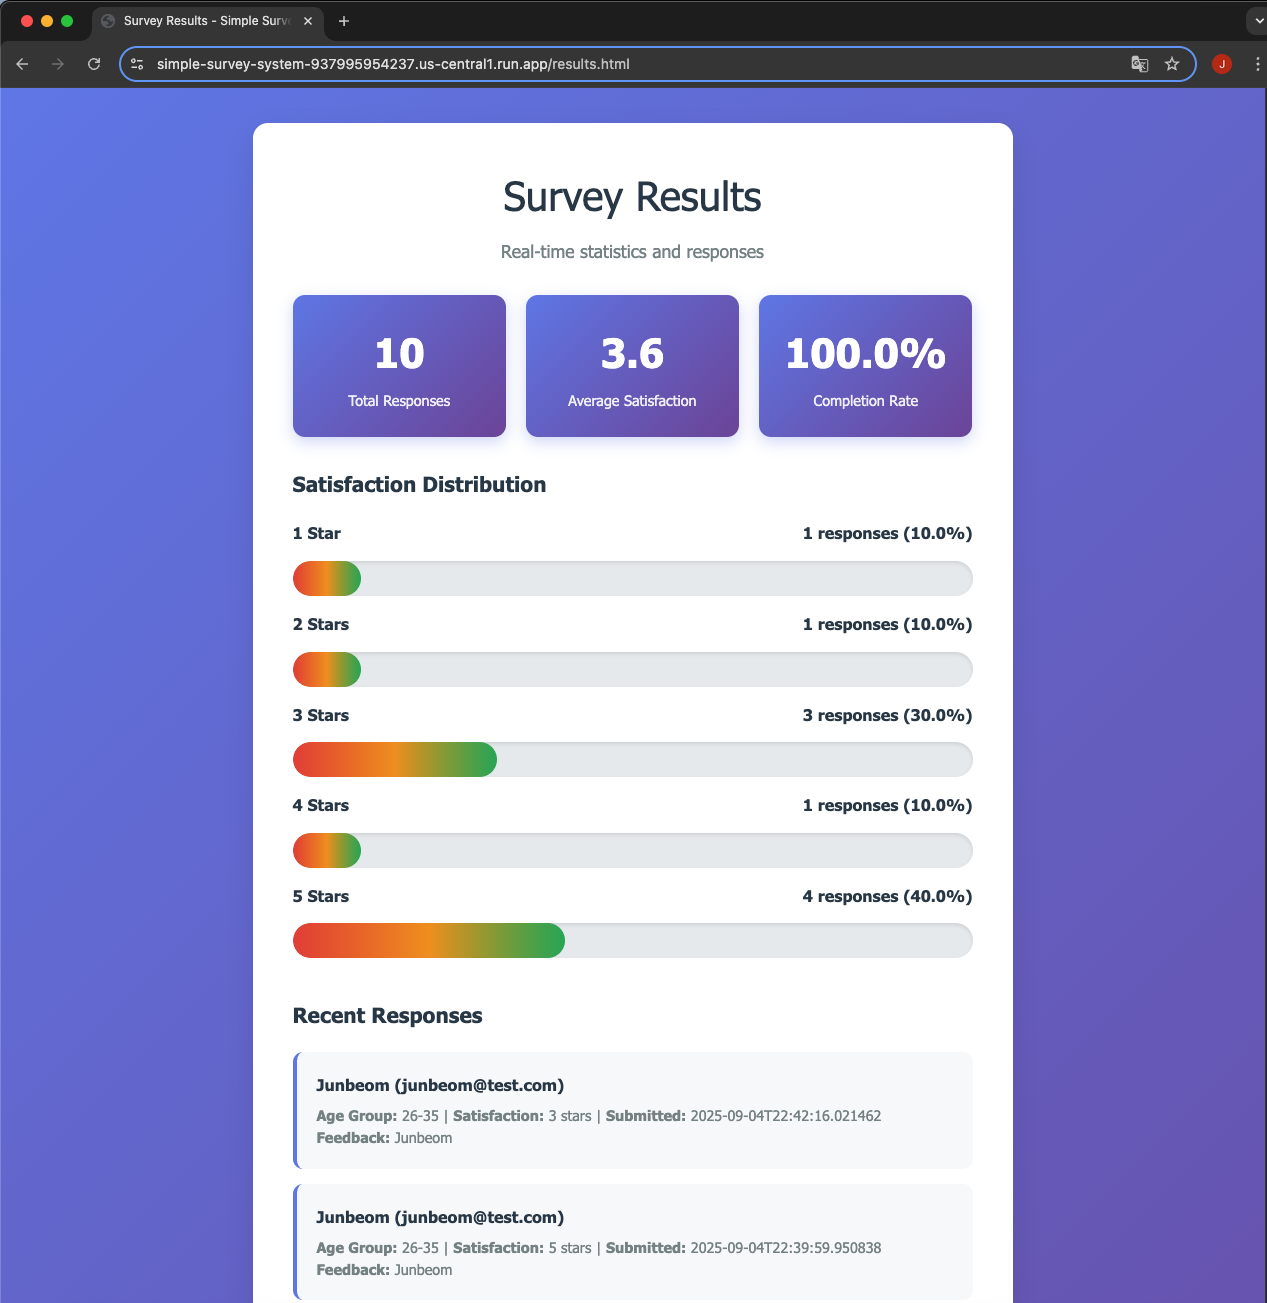 Survey Results - Simple Surv
simple-survey-system-937995954237.us-central1.run.app/results.html
J
Survey Results
Real-time statistics and responses
10
Total Responses
3.6
Average Satisfaction
100.0%
Completion Rate
Satisfaction Distribution
1 Star 1 responses (10.0%)
2 Stars 1 responses (10.0%)
3 Stars 3 responses (30.0%)
4 Stars 1 responses (10.0%)
5 Stars 4 responses (40.0%)
Recent Responses
Junbeom (junbeom@test.com)
Age Group: 26-35 | Satisfaction: 3 stars | Submitted: 2025-09-04T22:42:16.021462
Feedback: Junbeom
Junbeom (junbeom@test.com)
Age Group: 26-35 | Satisfaction: 5 stars | Submitted: 2025-09-04T22:39:59.950838
Feedback: Junbeom